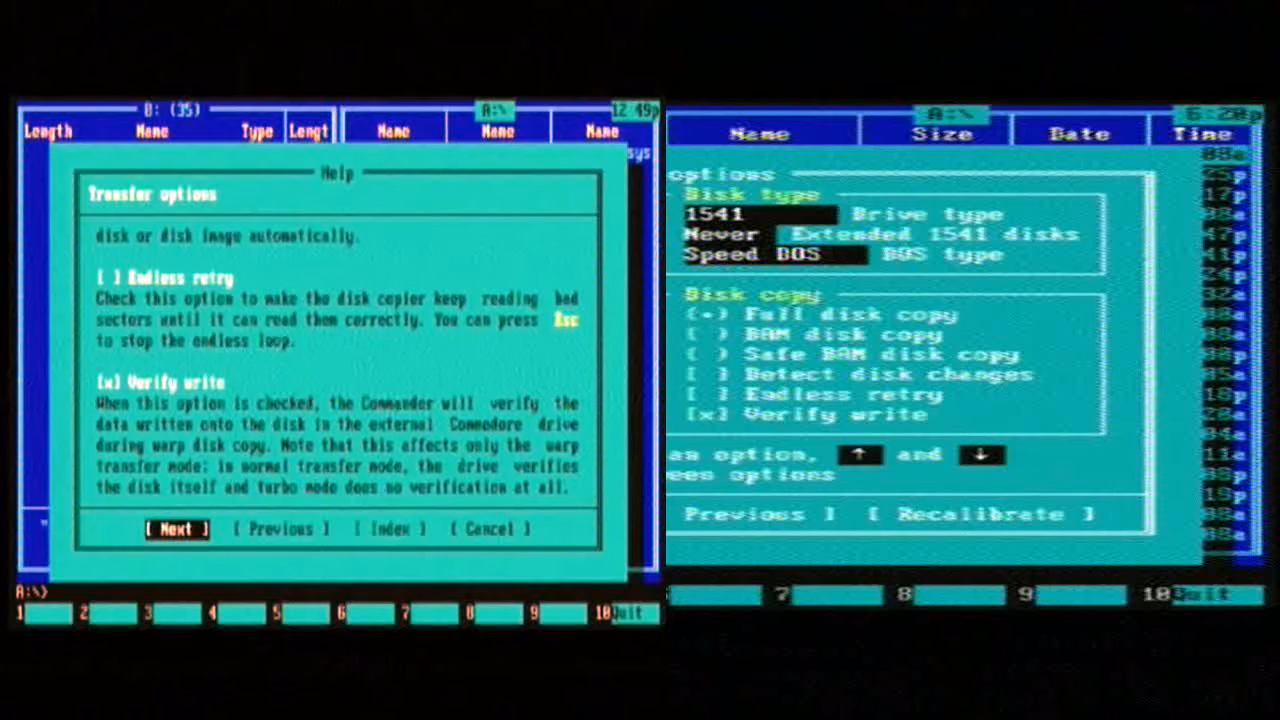 B: (35)
A:\
12 49p
Length Name Type Lengt Name Name Name
sys
Help
Transfer options
disk or disk image automatically.
[ ] Endless retry
Check this option to make the disk copier keep reading bad
sectors until it can read them correctly. You can press Esc
to stop the endless loop.
[x] Verify write
When this option is checked, the Commander will verify the
data written onto the disk in the external Commodore drive
during warp disk copy. Note that this affects only the warp
transfer mode; in normal transfer mode, the drive verifies
the disk itself and turbo mode does no verification at all.
[ Next ] [ Previous ] [ Index ] [ Cancel ]
A:\>
1 2 3 4 5 6 7 8 9 10Quit
A:\
6:20p
Name Size Date Time
options
Disk type
1541 Drive type
Never Extended 1541 disks
Speed DOS DOS type
Disk copy
(•) Full disk copy
( ) BAM disk copy
( ) Safe BAM disk copy
[ ] Detect disk changes
[ ] Endless retry
[x] Verify write
an option, ↑ and ↓
een options
Previous ] [ Recalibrate ]
7 8 9 10Quit